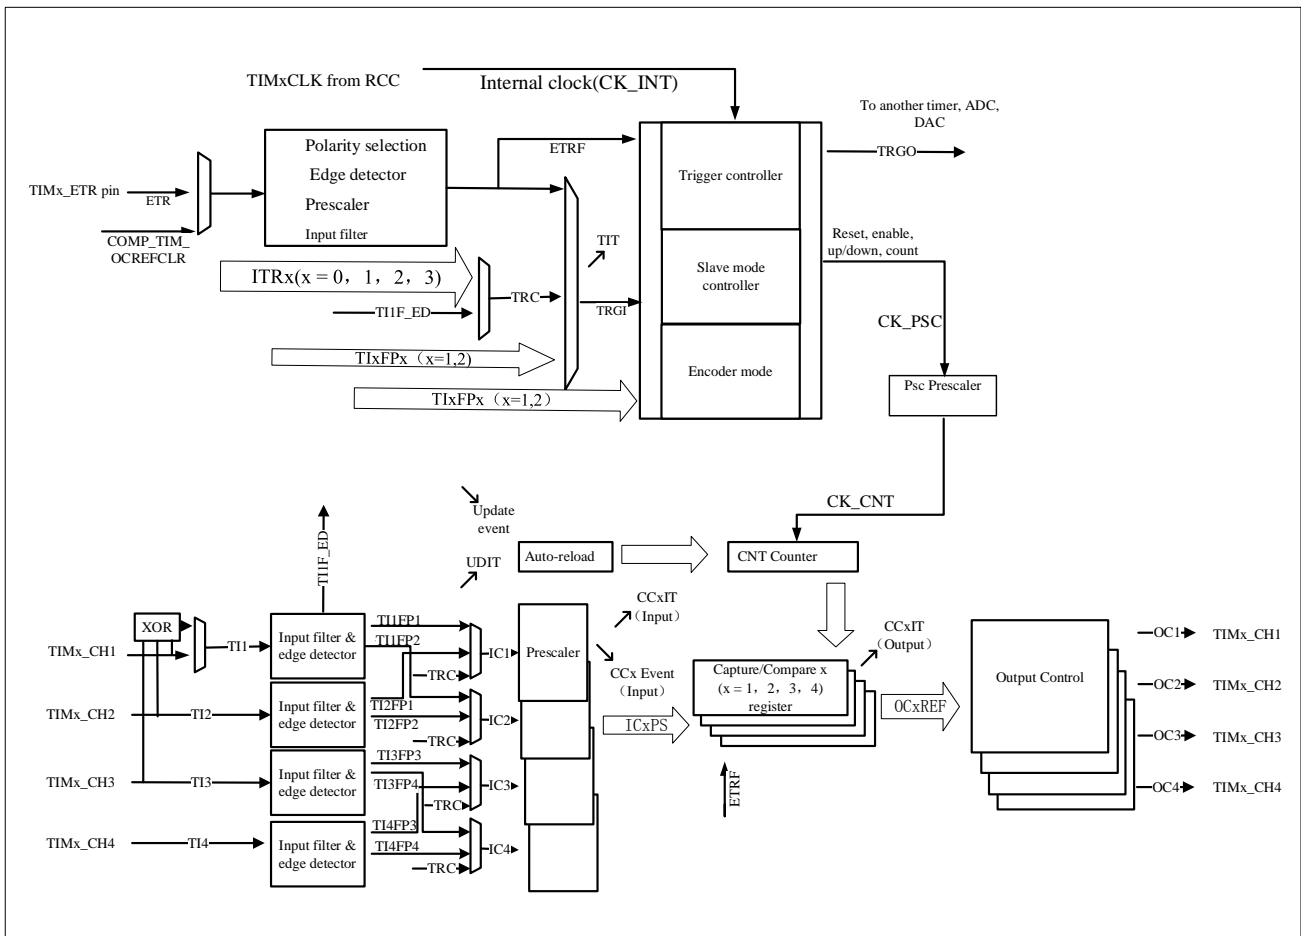 TIMxCLK from RCC
Internal clock(CK_INT)
To another timer, ADC,
DAC
TRGO
Polarity selection
Edge detector
Prescaler
Input filter
ETRF
TIMx_ETR pin
ETR
COMP_TIM_
OCREFCLR
Trigger controller
Slave mode
controller
Encoder mode
Reset, enable,
up/down, count
TIT
ITRx(x = 0，1，2，3)
TRC
TRGI
TI1F_ED
TIxFPx（x=1,2)
TIxFPx（x=1,2）
CK_PSC
Psc Prescaler
CK_CNT
Update
event
UDIT
Auto-reload
CNT Counter
TI1F_ED
CCxIT
（Input）
CCxIT
（Output）
CCx Event
（Input）
XOR
TIMx_CH1
TI1
Input filter &
edge detector
TI1FP1
TI1FP2
TRC
IC1
Prescaler
TIMx_CH2
TI2
Input filter &
edge detector
TI2FP1
TI2FP2
TRC
IC2
TIMx_CH3
TI3
Input filter &
edge detector
TI3FP3
TI3FP4
TRC
IC3
TIMx_CH4
TI4
Input filter &
edge detector
TI4FP3
TI4FP4
TRC
IC4
ICxPS
Capture/Compare x
(x = 1，2，3，4)
register
ETRF
OCxREF
Output Control
OC1
TIMx_CH1
OC2
TIMx_CH2
OC3
TIMx_CH3
OC4
TIMx_CH4